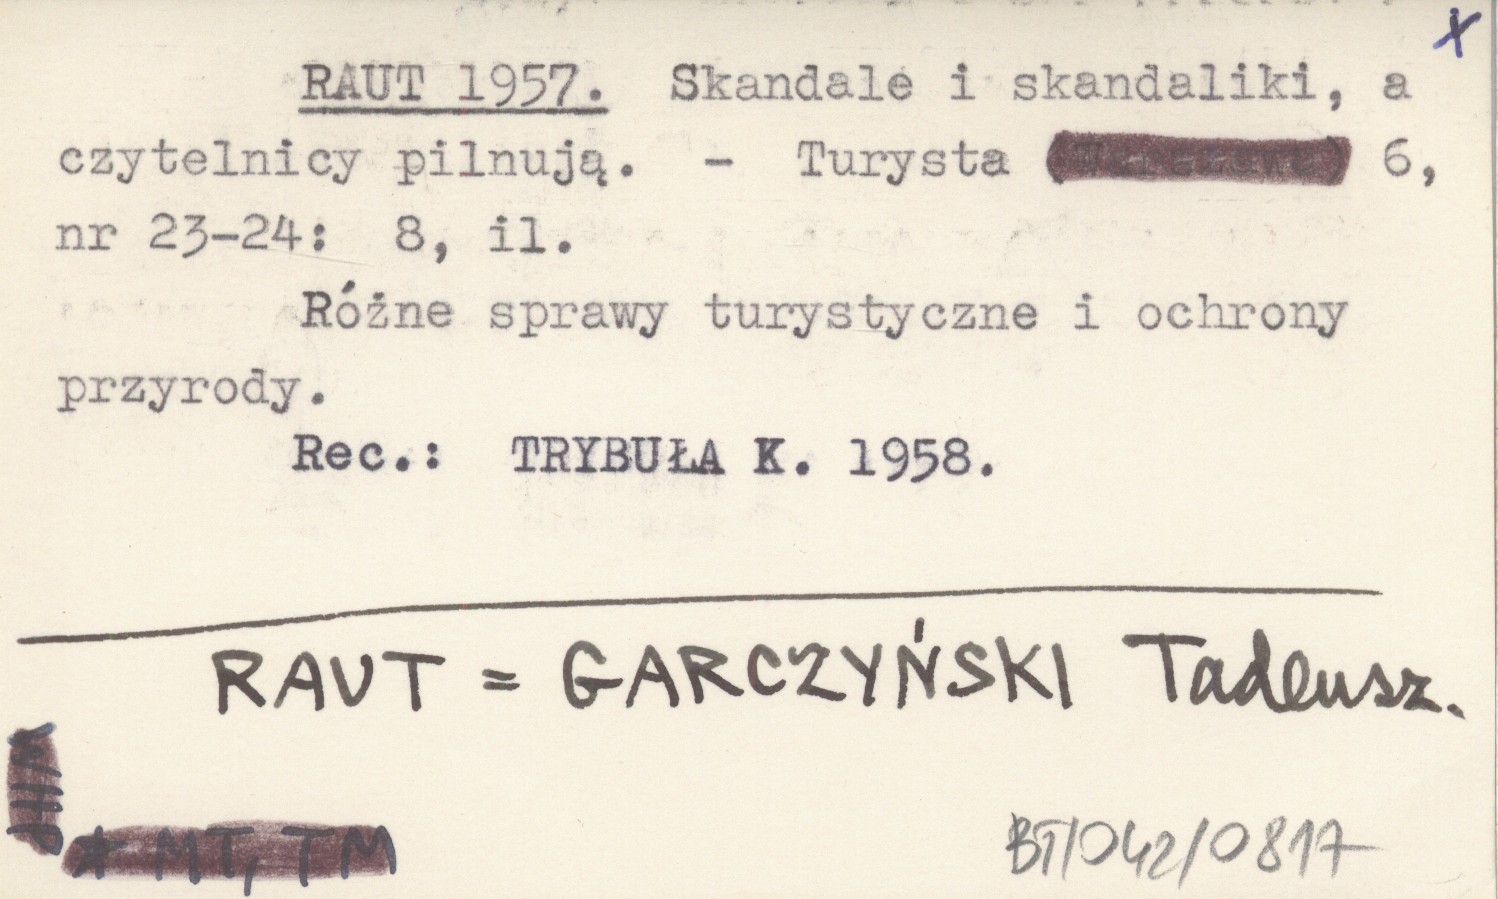 X
RAUT 1957. Skandale i skandaliki, a
czytelnicy pilnują. - Turysta (Warszawa) 6,
nr 23-24: 8, il.
Różne sprawy turystyczne i ochrony
przyrody.
Rec.: TRYBUŁA K. 1958.
RAUT = GARCZYŃSKI Tadeusz.
* MT, TM
BT/042/0817